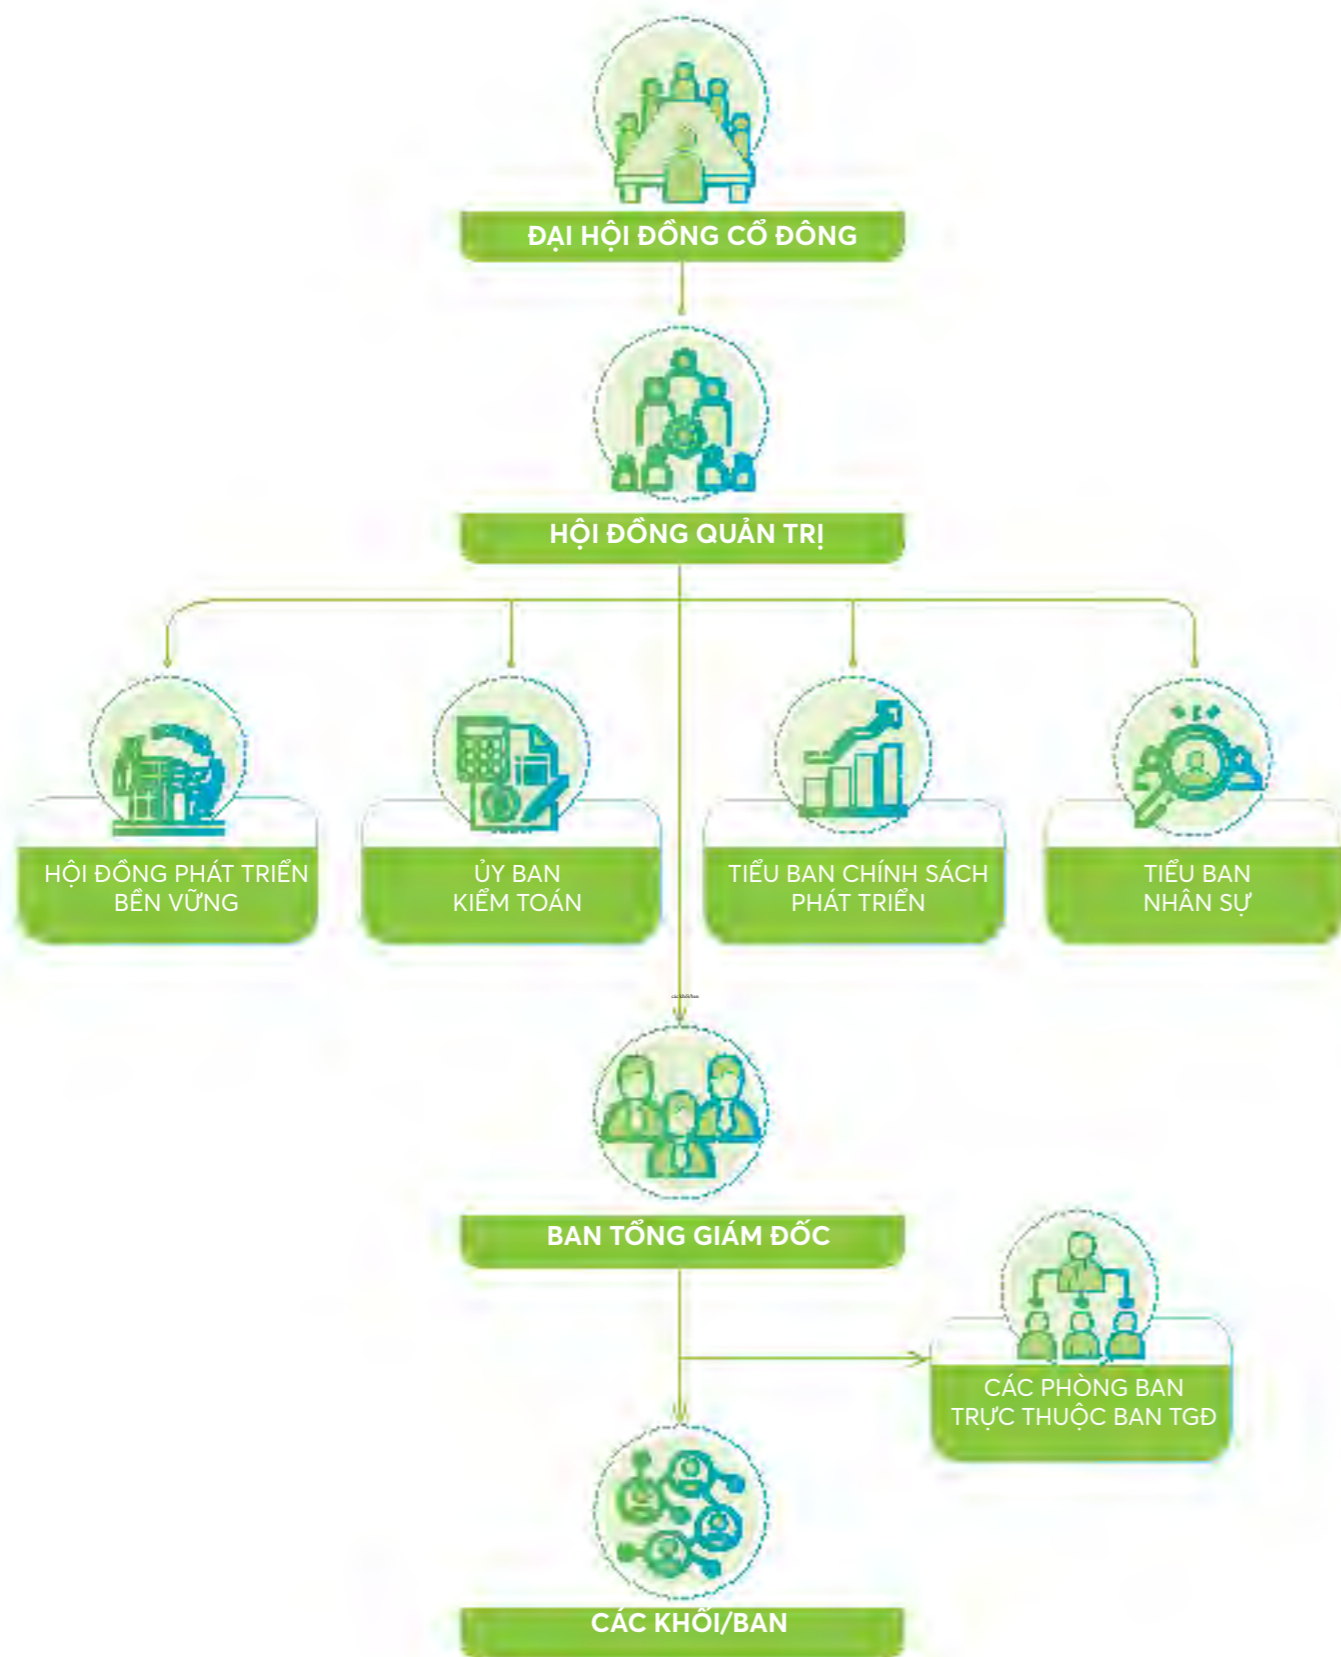 ĐẠI HỘI ĐỒNG CỔ ĐÔNG
HỘI ĐỒNG QUẢN TRỊ
HỘI ĐỒNG PHÁT TRIỂN
BỀN VỮNG
ỦY BAN
KIỂM TOÁN
TIỂU BAN CHÍNH SÁCH
PHÁT TRIỂN
TIỂU BAN
NHÂN SỰ
BAN TỔNG GIÁM ĐỐC
CÁC PHÒNG BAN
TRỰC THUỘC BAN TGĐ
CÁC KHỐI/BAN